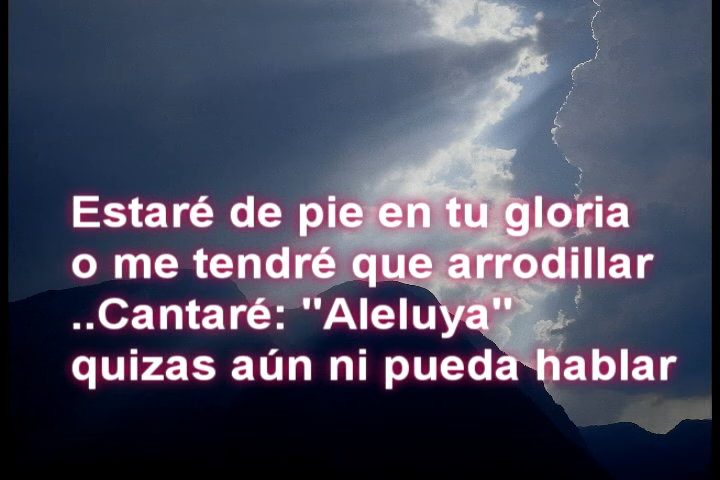 Estaré de pie en tu gloria
o me tendré que arrodillar
..Cantaré: "Aleluya"
quizas aún ni pueda hablar